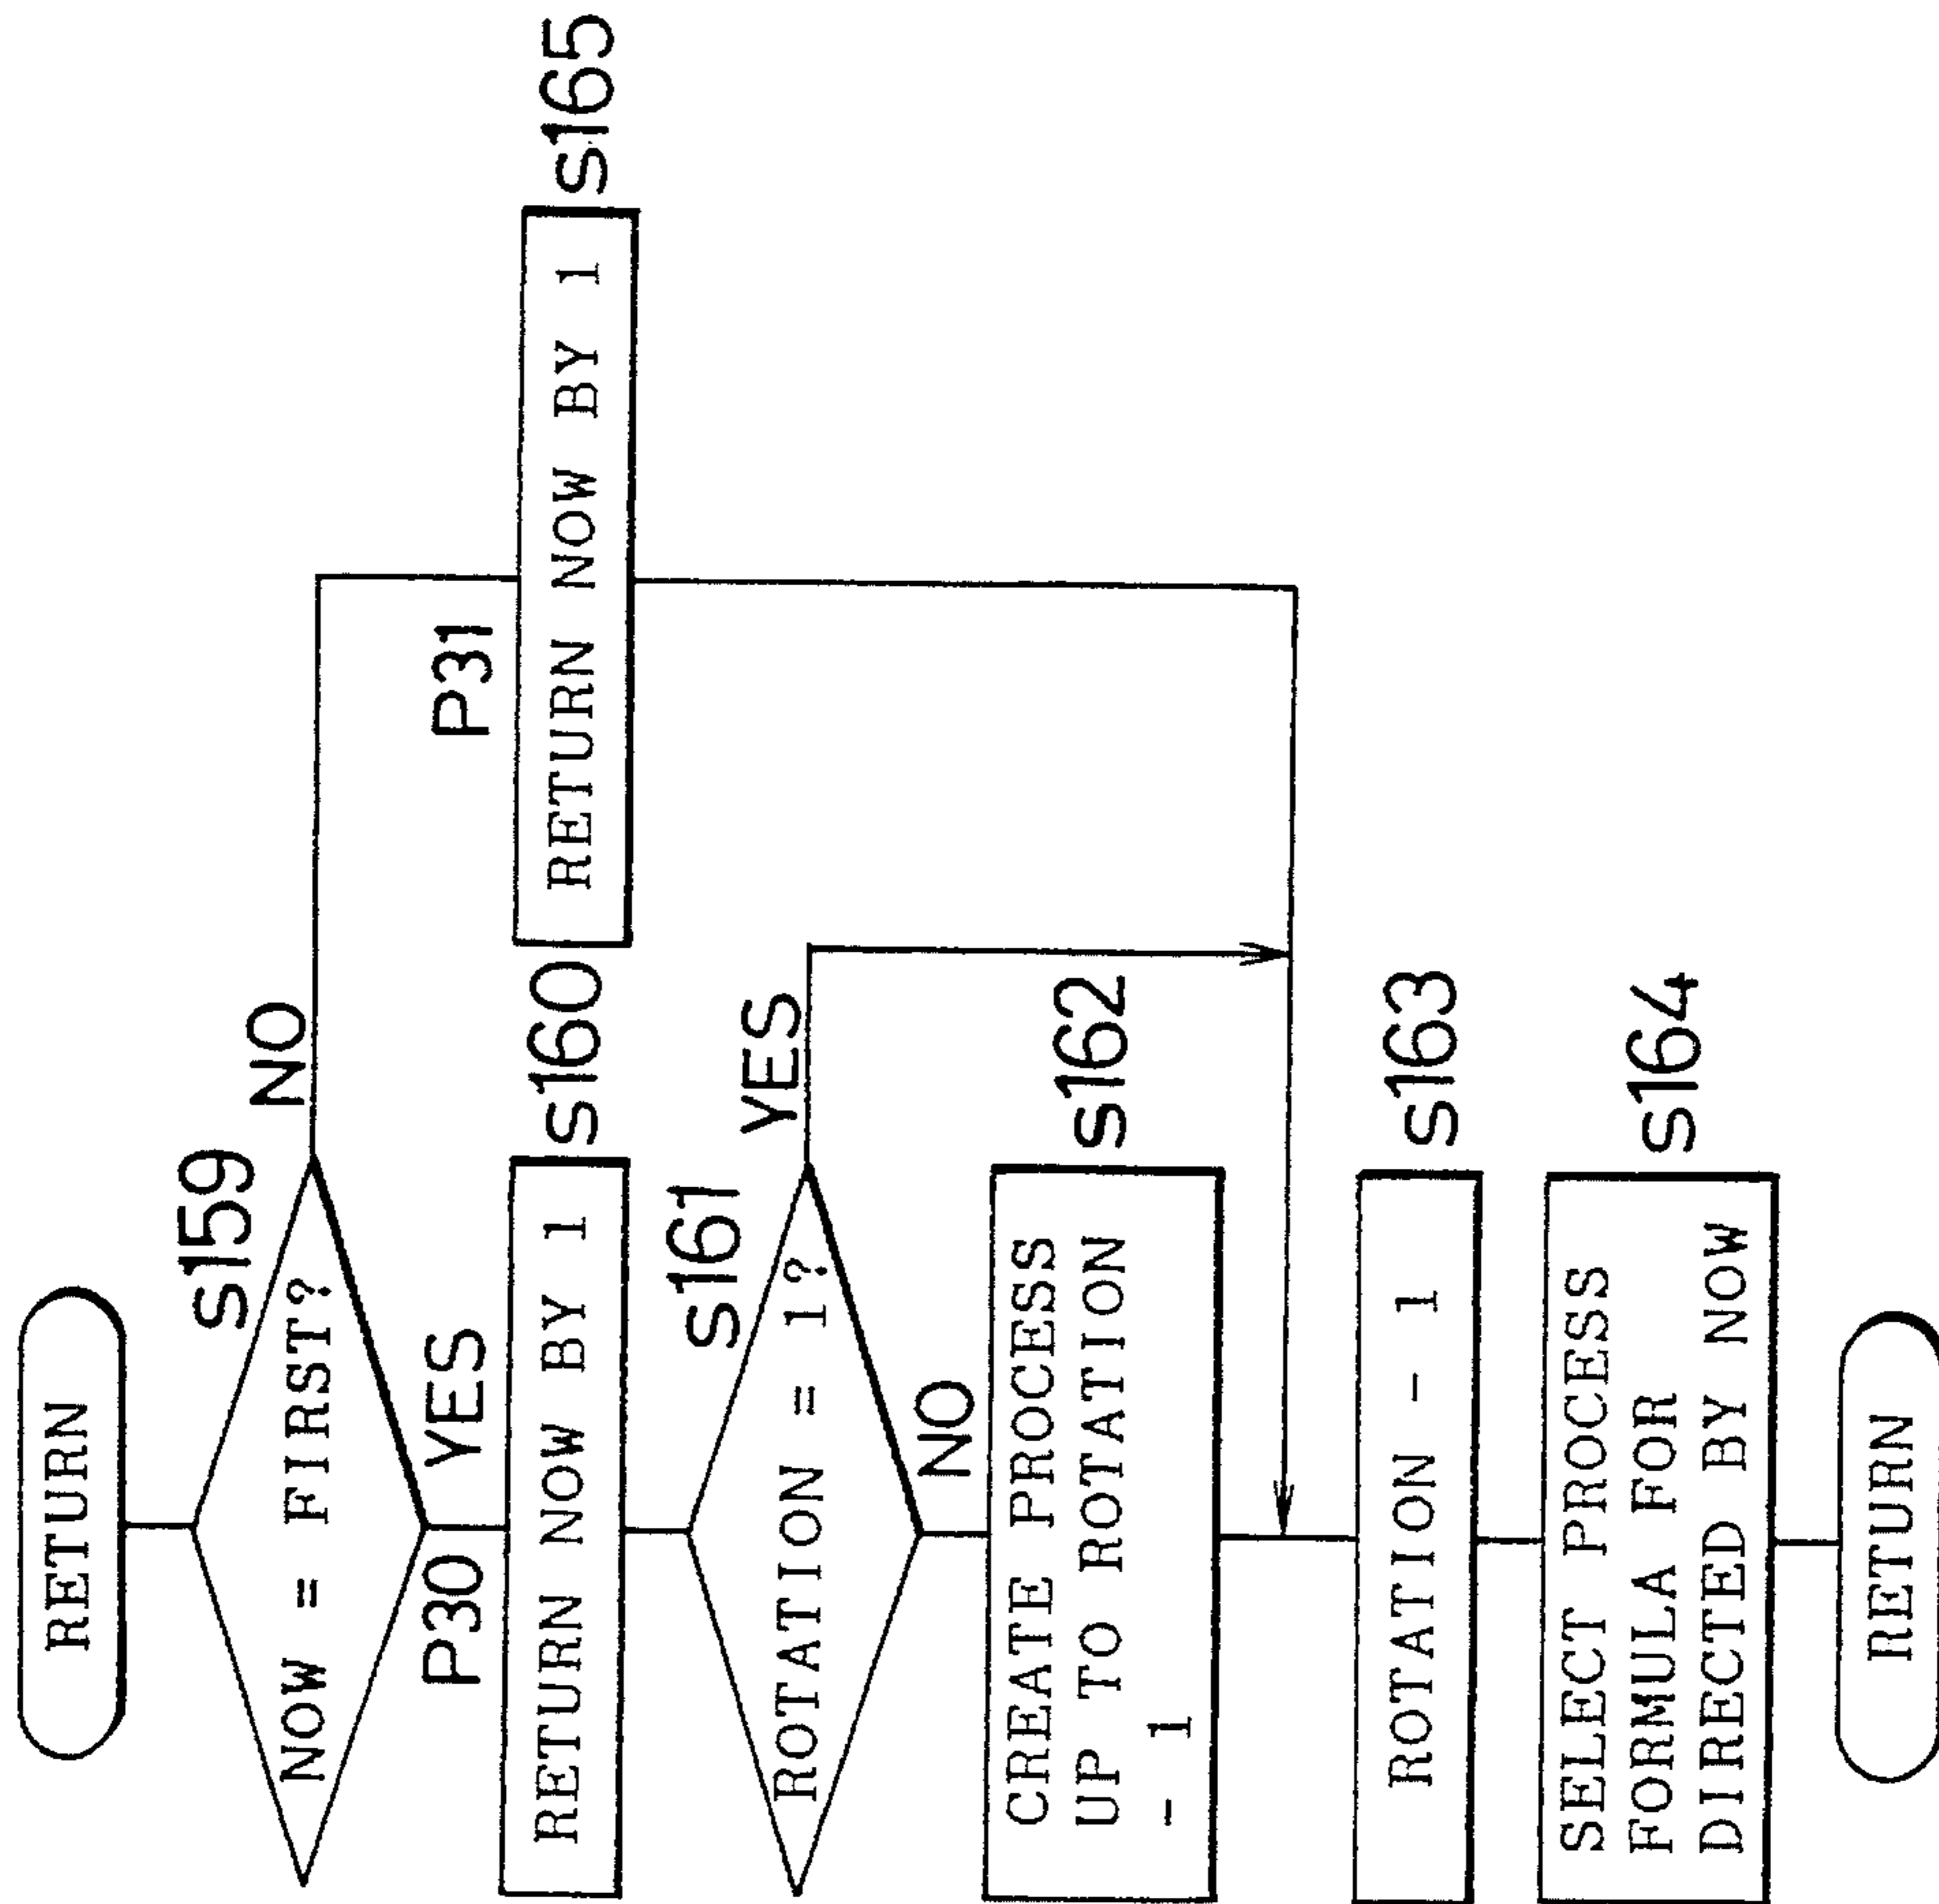 RETURN
s159
NOW = FIRST?
NO
YES
P30
P31
RETURN NOW BY 1
s160
RETURN NOW BY 1
s165
s161
ROTATION = 1?
YES
NO
CREATE PROCESS
UP TO ROTATION
- 1
s162
ROTATION - 1
s163
SELECT PROCESS
FORMULA FOR
DIRECTED BY NOW
s164
RETURN